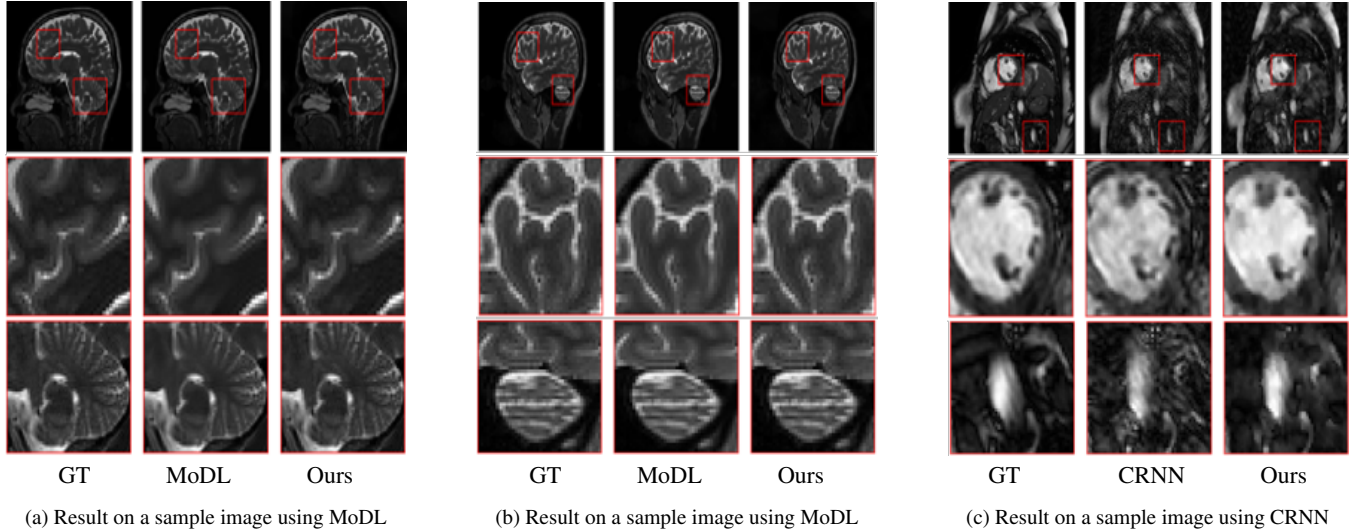 GT MoDL Ours GT MoDL Ours GT CRNN Ours
(a) Result on a sample image using MoDL (b) Result on a sample image using MoDL (c) Result on a sample image using CRNN